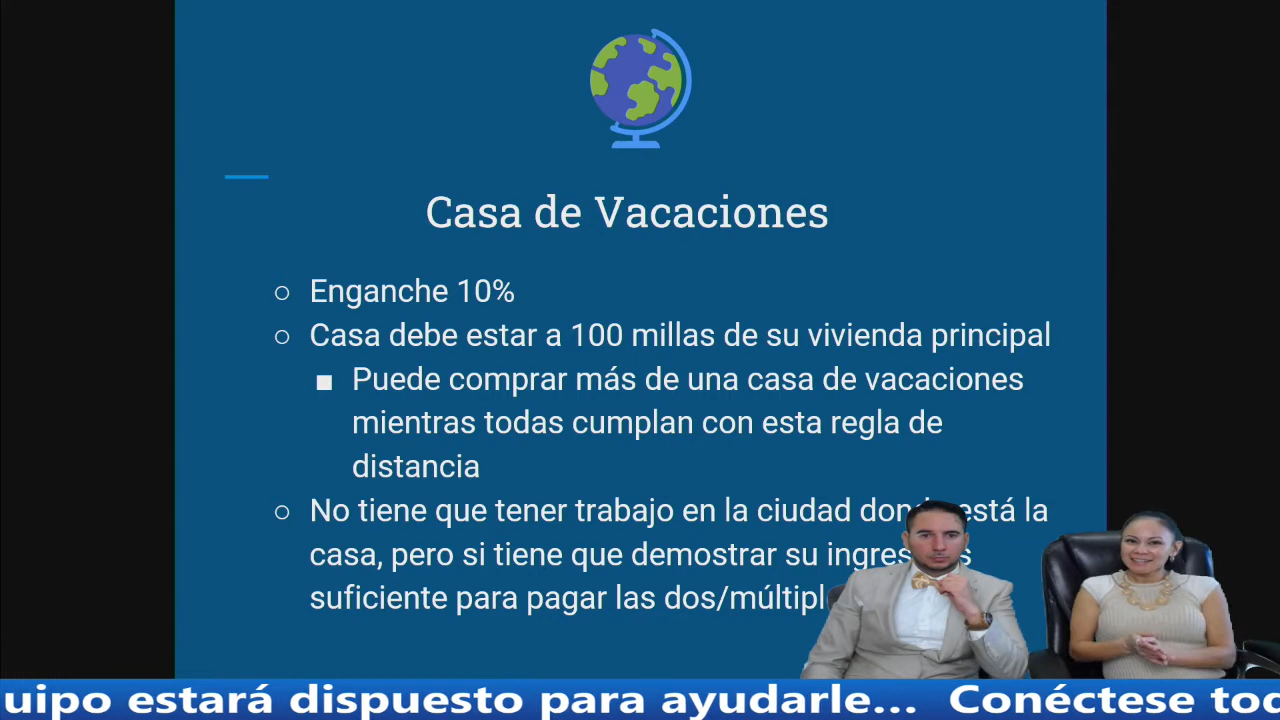 Casa de Vacaciones
○ Enganche 10%
○ Casa debe estar a 100 millas de su vivienda principal
■ Puede comprar más de una casa de vacaciones
mientras todas cumplan con esta regla de
distancia
○ No tiene que tener trabajo en la ciudad está la
casa, pero si tiene que demostrar su
suficiente para pagar las
uipo estará dispuesto para ayudarle... Conéctese tod